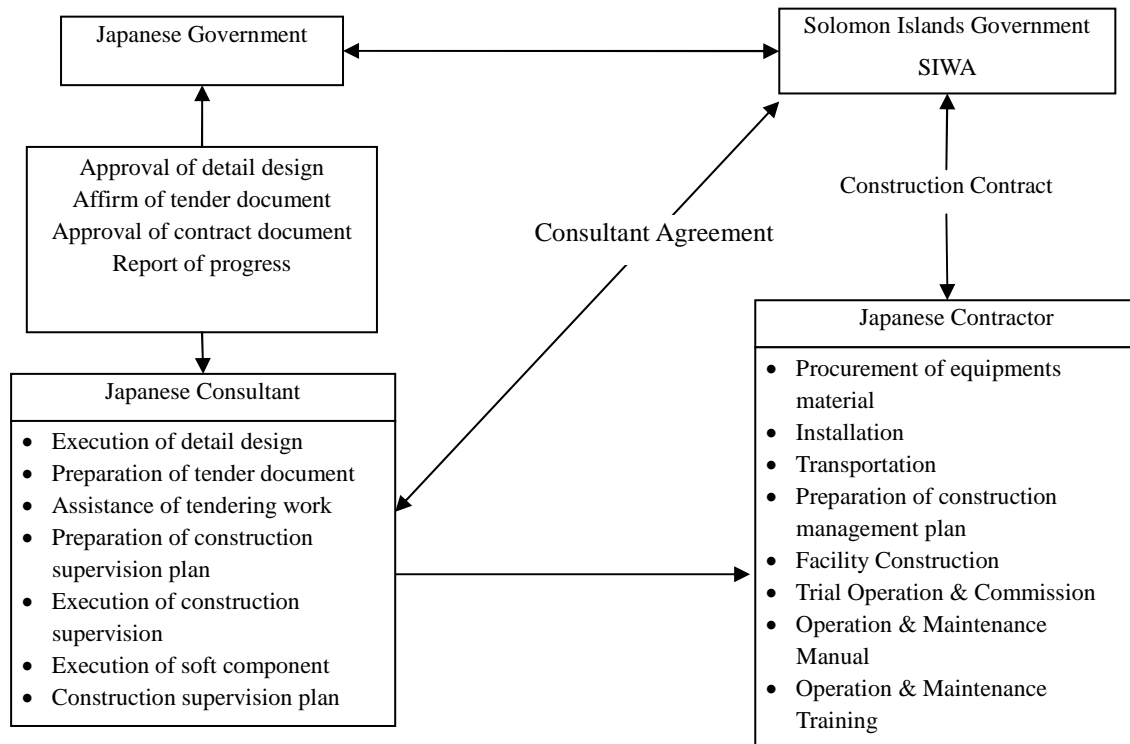 Japanese Government
Solomon Islands Government
SIWA
Approval of detail design
Affirm of tender document
Approval of contract document
Report of progress
Consultant Agreement
Construction Contract
Japanese Consultant
• Execution of detail design
• Preparation of tender document
• Assistance of tendering work
• Preparation of construction
supervision plan
• Execution of construction
supervision
• Execution of soft component
• Construction supervision plan
Japanese Contractor
• Procurement of equipments
material
• Installation
• Transportation
• Preparation of construction
management plan
• Facility Construction
• Trial Operation & Commission
• Operation & Maintenance
Manual
• Operation & Maintenance
Training